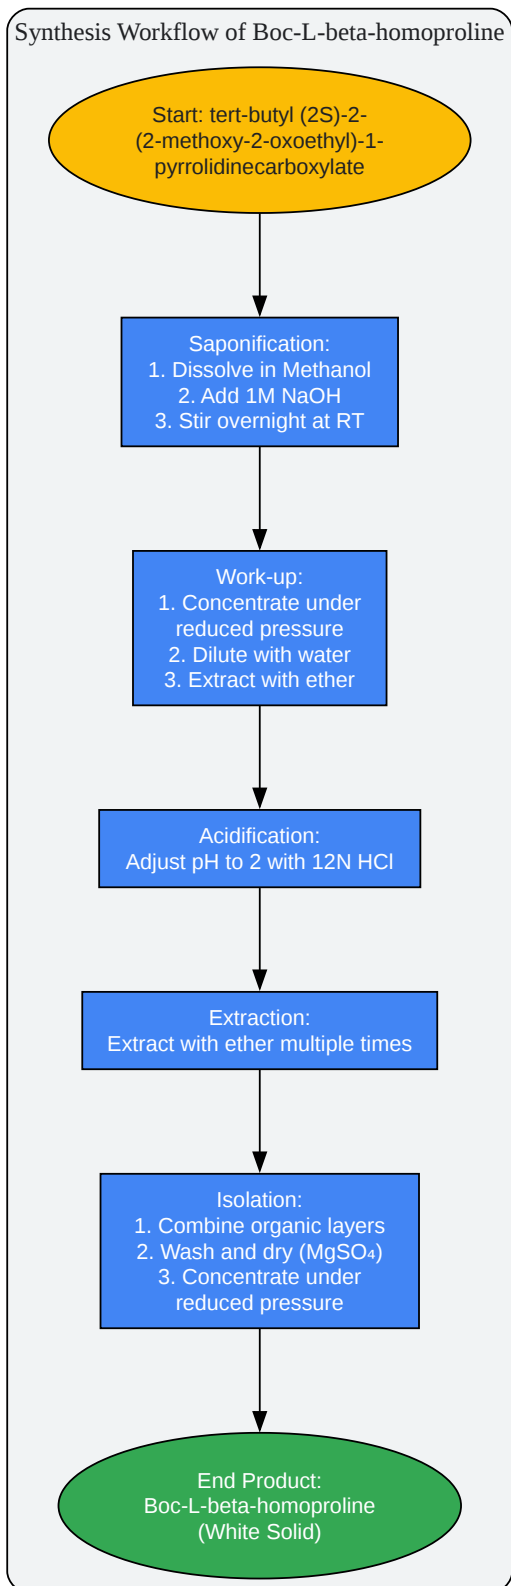 Synthesis Workflow of Boc-L-beta-homoproline
Start: tert-butyl (2S)-2-
(2-methoxy-2-oxoethyl)-1-
pyrrolidinecarboxylate
Saponification:
1. Dissolve in Methanol
2. Add 1M NaOH
3. Stir overnight at RT
Work-up:
1. Concentrate under
reduced pressure
2. Dilute with water
3. Extract with ether
Acidification:
Adjust pH to 2 with 12N HCl
Extraction:
Extract with ether multiple times
Isolation:
1. Combine organic layers
2. Wash and dry (MgSO₄)
3. Concentrate under
reduced pressure
End Product:
Boc-L-beta-homoproline
(White Solid)